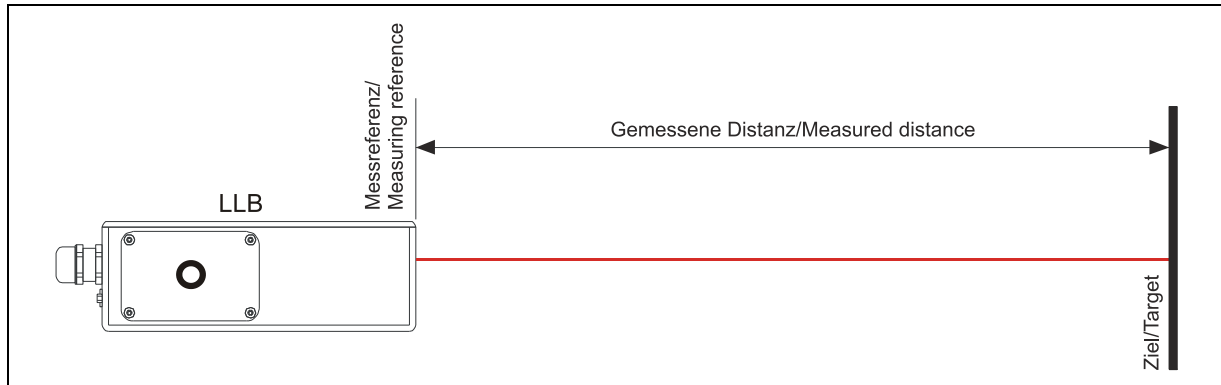 Messreferenz/
Measuring reference
Gemessene Distanz/Measured distance
LLB
Ziel/Target